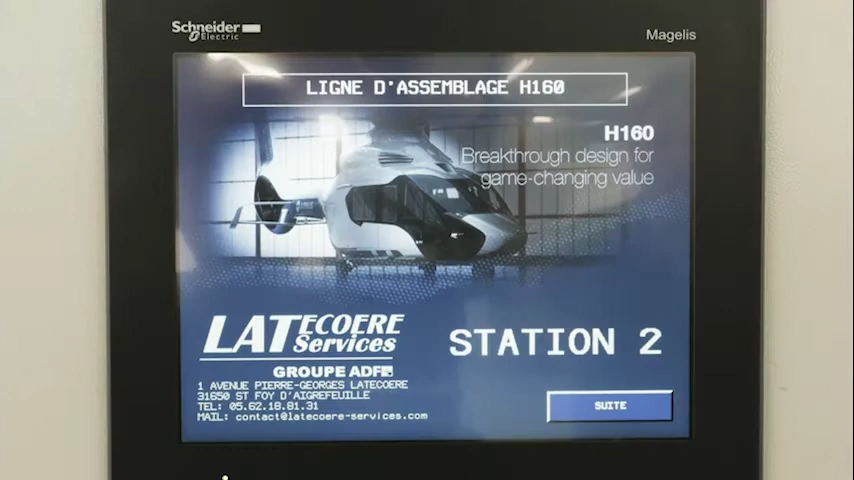 Schneider
Electric
Magelis
LIGNE D'ASSEMBLAGE H160
H160
Breakthrough design for
game-changing value
LATECOERE
Services
GROUPE ADF
STATION 2
1 AVENUE PIERRE-GEORGES LATECOERE
31650 ST FOY D'AIGREFEUILLE
TEL: 05.62.18.81.31
MAIL: contact@latecoere-services.com
SUITE